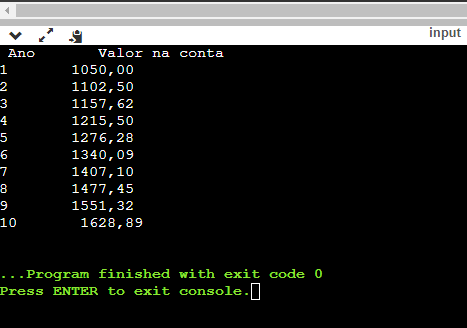 input
Ano Valor na conta
1 1050,00
2 1102,50
3 1157,62
4 1215,50
5 1276,28
6 1340,09
7 1407,10
8 1477,45
9 1551,32
10 1628,89
...Program finished with exit code 0
Press ENTER to exit console.